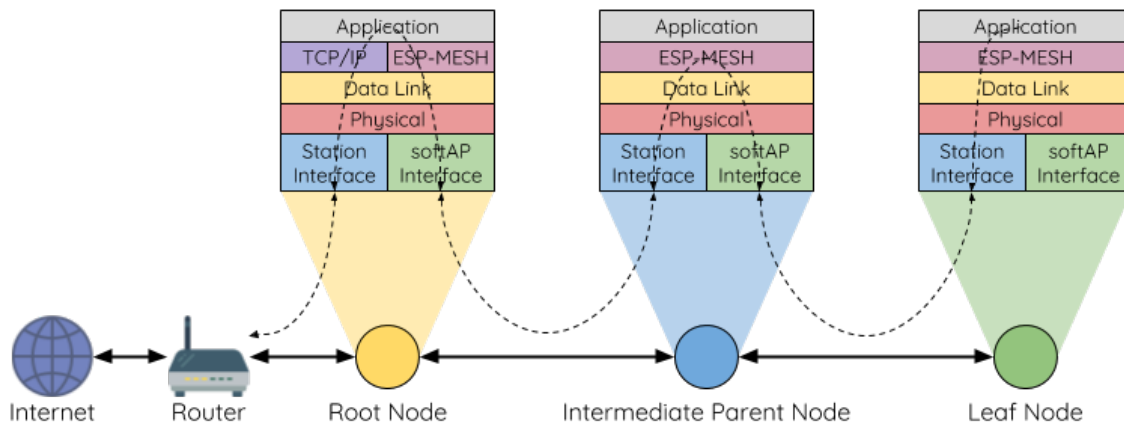 Application
TCP/IP ESP-MESH
Data Link
Physical
Station Interface
softAP Interface
Application
ESP-MESH
Data Link
Physical
Station Interface
softAP Interface
Application
ESP-MESH
Data Link
Physical
Station Interface
softAP Interface
Internet
Router
Root Node
Intermediate Parent Node
Leaf Node